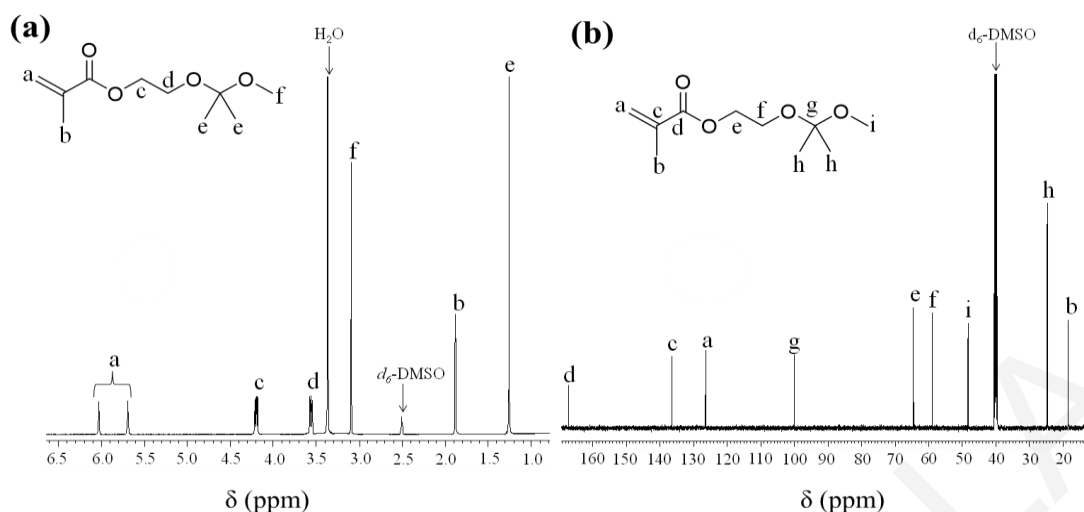 (a)
H₂O
e
O
a
O
c
d
O
O
f
b
e
e
f
b
a
c
d
d₆-DMSO
6.5 6.0 5.5 5.0 4.5 4.0 3.5 3.0 2.5 2.0 1.5 1.0
δ (ppm)
(b)
d₆-DMSO
O
a
c
d
O
e
f
O
g
O
i
b
h
h
h
e
f
i
b
c
a
g
d
160 150 140 130 120 110 100 90 80 70 60 50 40 30 20
δ (ppm)